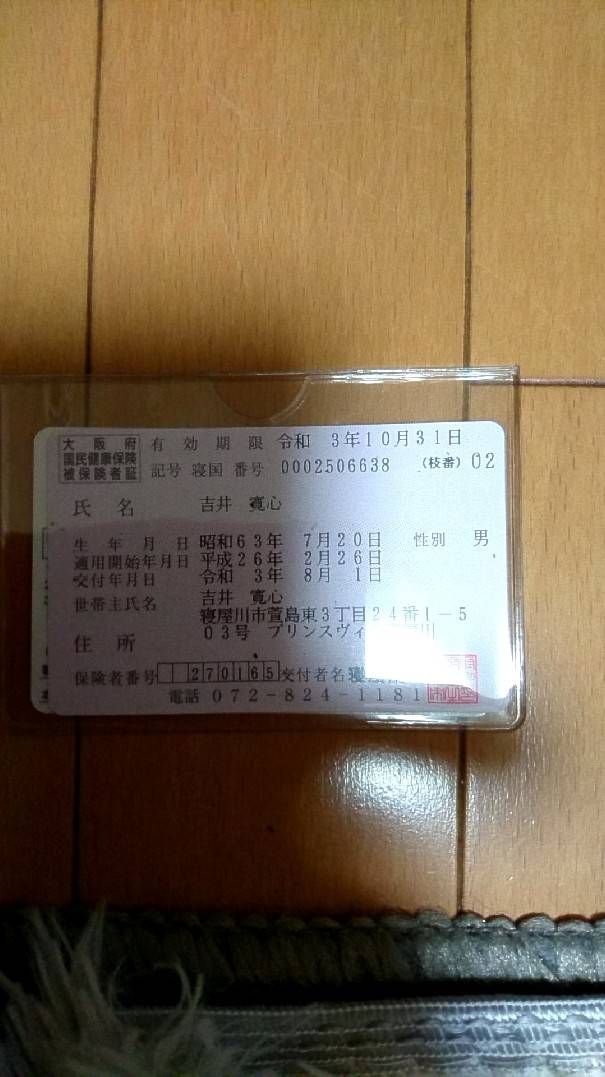 大阪府
国民健康保険
被保険者証
有効期限 令和 3年10月31日
記号 寝国 番号 D0002506638 (枝番) 02
氏名 吉井 寛心
生年月日 昭和63年 7月20日 性別 男
適用開始年月日 平成26年 2月26日
交付年月日 令和 3年 8月 1日
世帯主氏名 吉井 寛心
住所 寝屋川市萱島東3丁目24番1-5
03号 プリンスヴィ
保険者番号 270165 交付者名
電話 072-824-1181